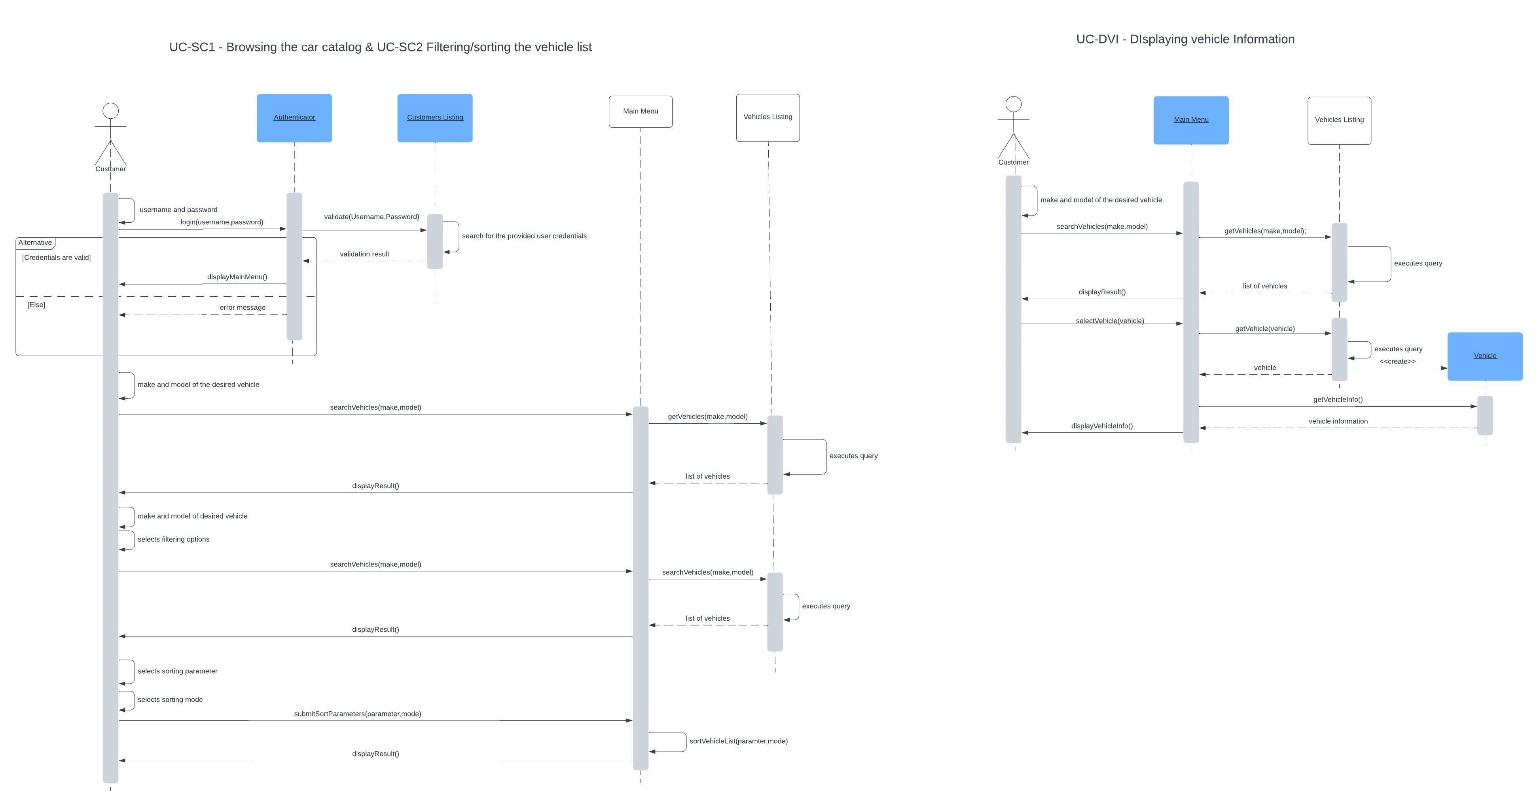 UC-SC1 - Browsing the car catalog & UC-SC2 Filtering/sorting the vehicle list
Authenticator
Customers Listing
Main Menu
Vehicles Listing
Customer
username and password
login(username,password)
validate(Username,Password)
search for the provided user credentials
validation result
Alternative
[Credentials are valid]
displayMainMenu()
[Else]
error message
make and model of the desired vehicle
searchVehicles(make,model)
getVehicles(make,model)
executes query
list of vehicles
displayResult()
make and model of desired vehicle
selects filtering options
searchVehicles(make,model)
searchVehicles(make,model)
executes query
list of vehicles
displayResult()
selects sorting parameter
selects sorting mode
submitSortParameters(parameter,mode)
sortVehicleList(paramter,mode)
displayResult()
UC-DVI - DIsplaying vehicle Information
Main Menu
Vehicles Listing
Customer
make and model of the desired vehicle
searchVehicles(make,model)
getVehicles(make,model);
executes query
list of vehicles
displayResult()
selectVehicle(vehicle)
getVehicle(vehicle)
executes query
<<create>>
Vehicle
vehicle
getVehicleInfo()
vehicle information
displayVehicleInfo()